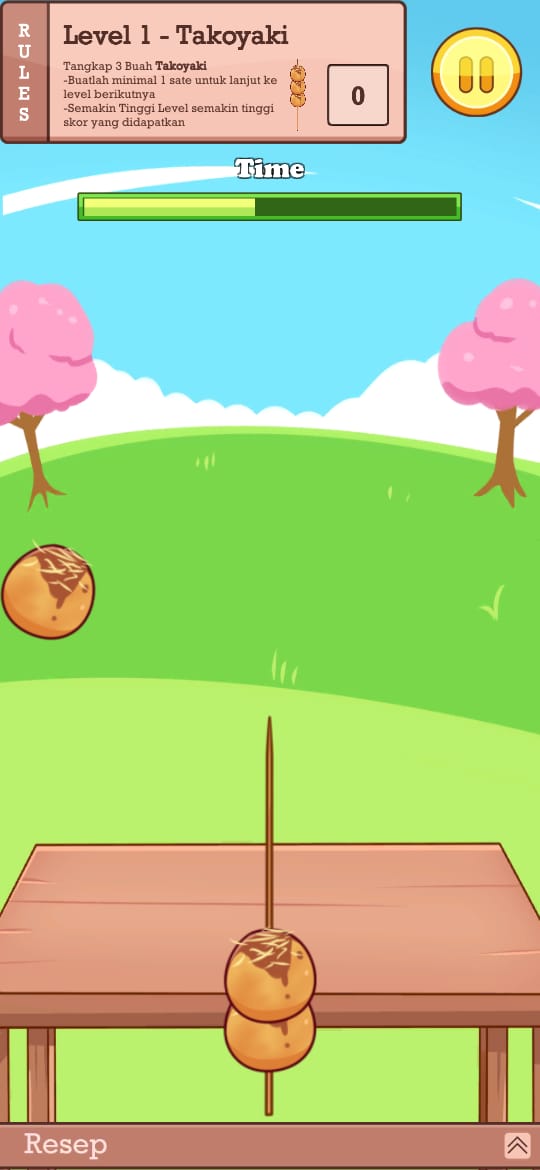 RULES
Level 1 - Takoyaki
Tangkap 3 Buah Takoyaki
-Buatlah minimal 1 sate untuk lanjut ke
level berikutnya
-Semakin Tinggi Level semakin tinggi
skor yang didapatkan
0
Time
Resep